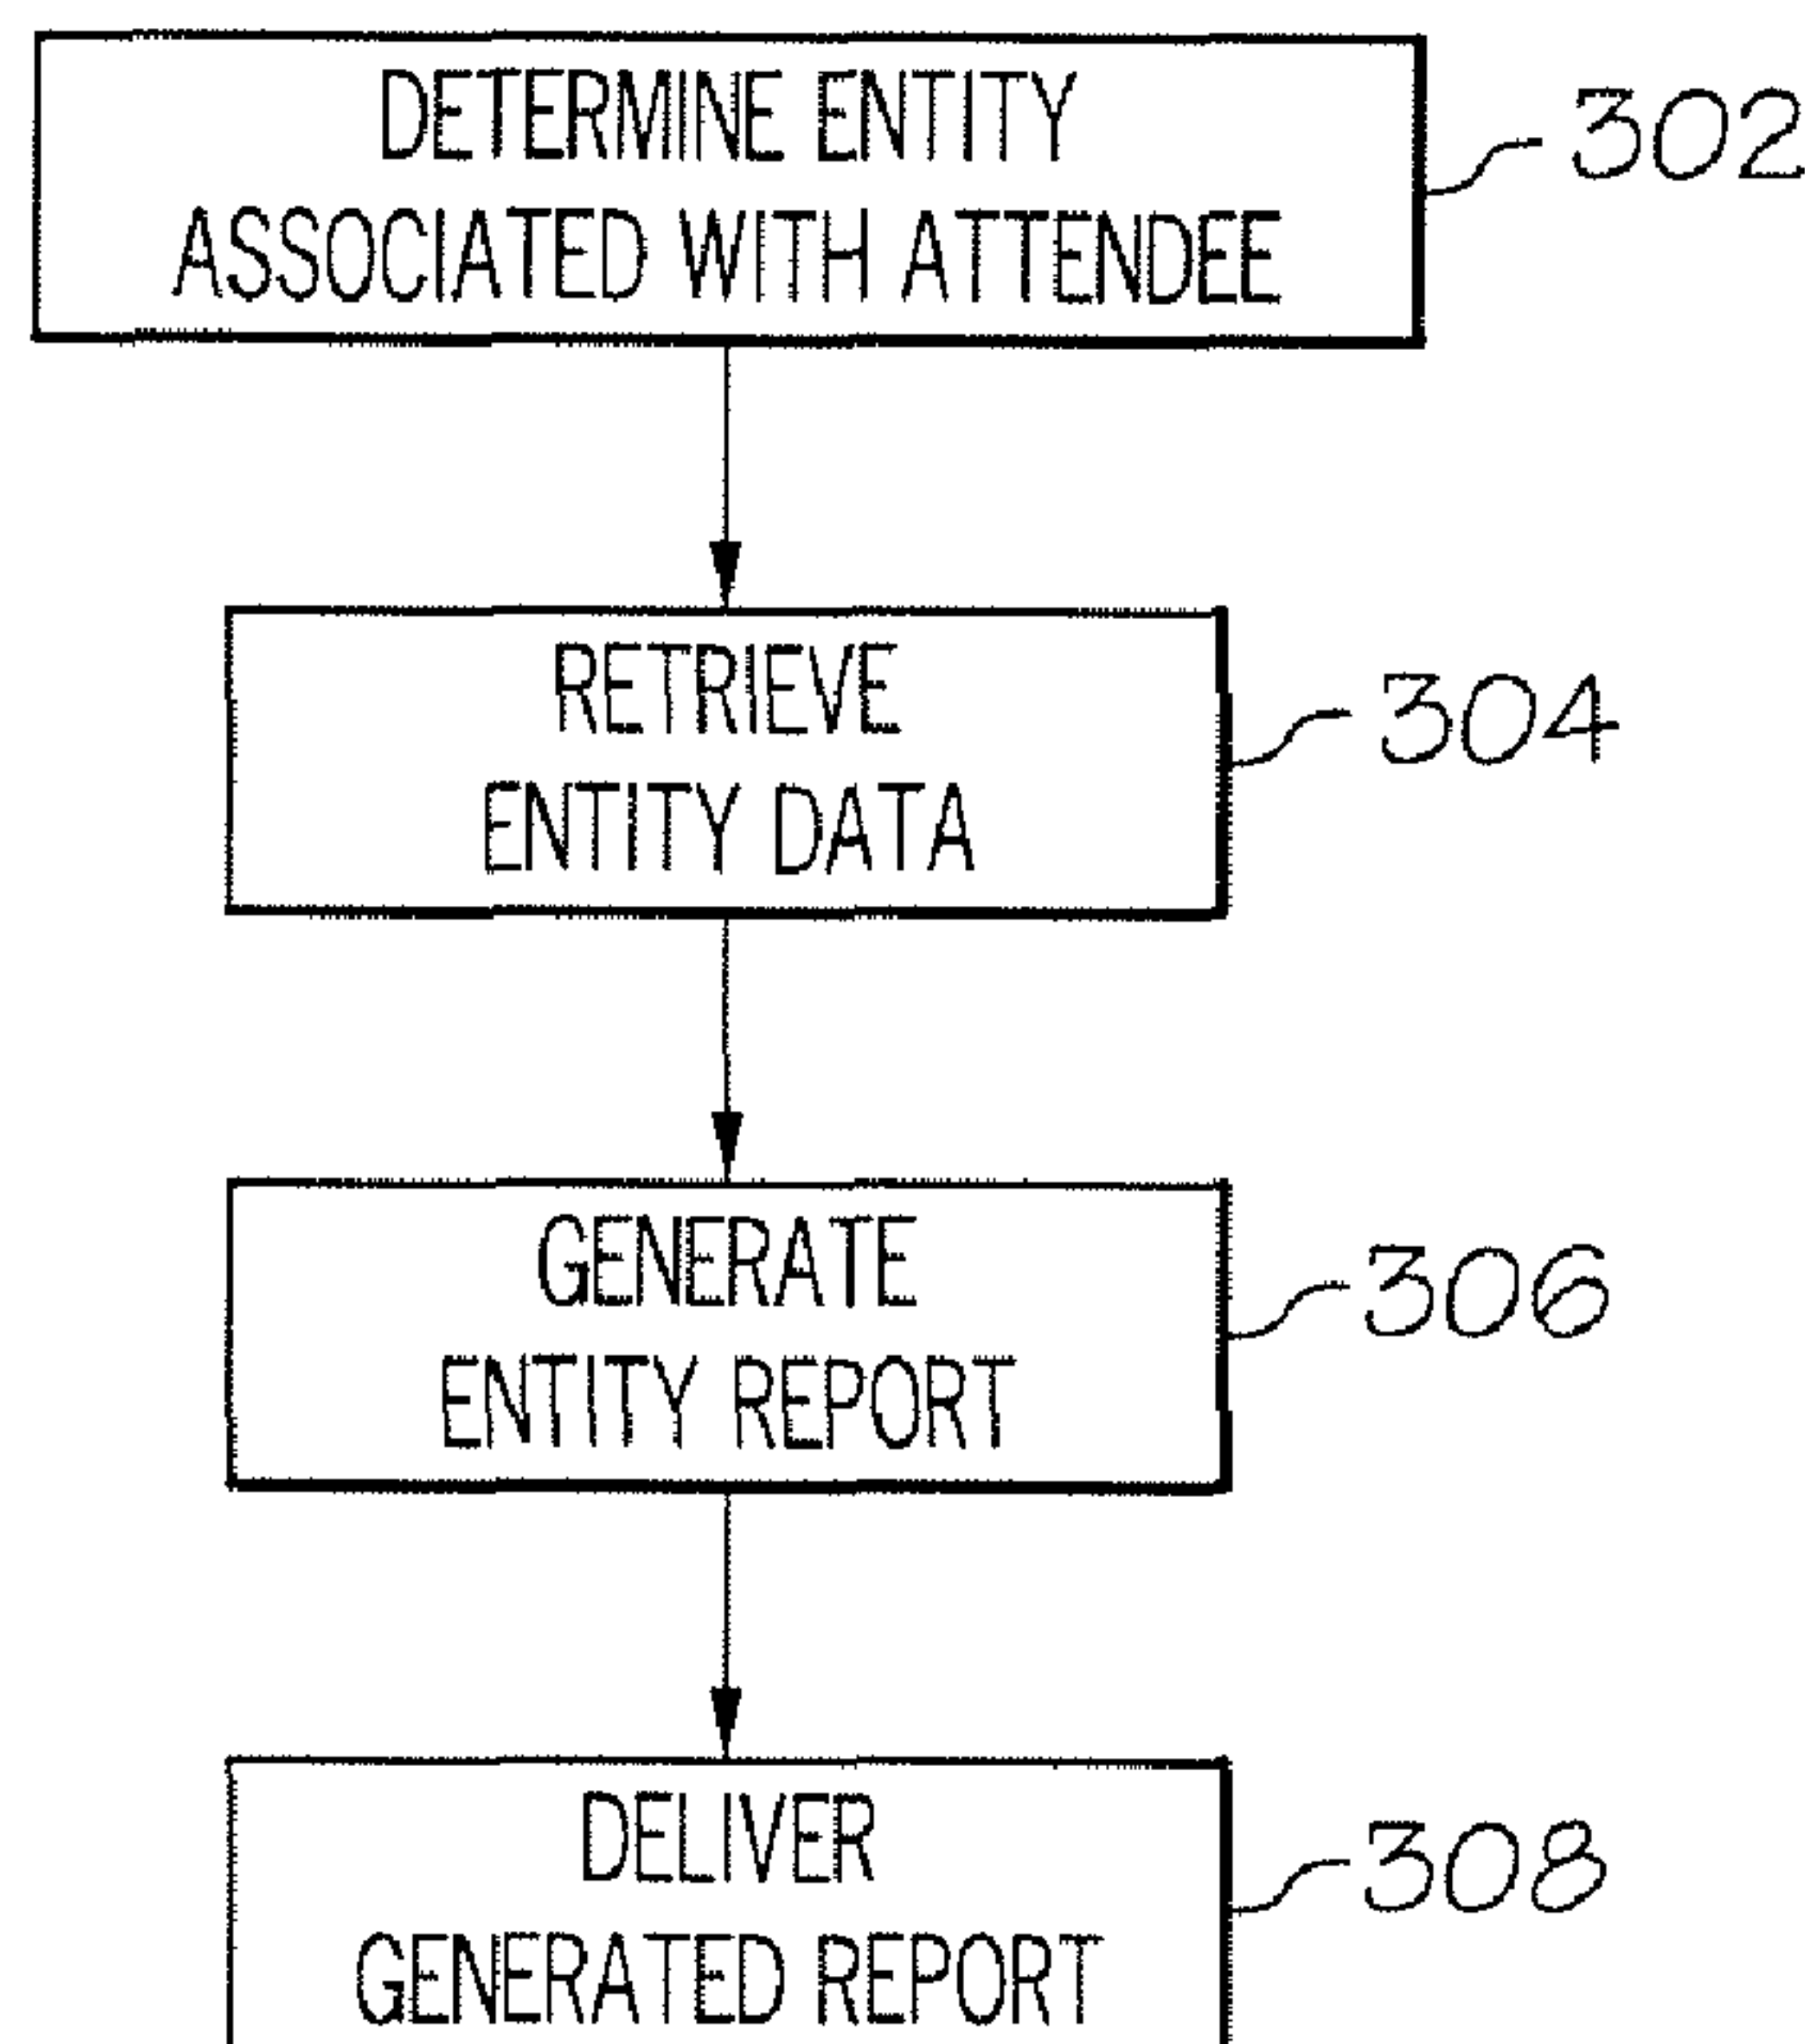 DETERMINE ENTITY
ASSOCIATED WITH ATTENDEE
302
RETRIEVE
ENTITY DATA
304
GENERATE
ENTITY REPORT
306
DELIVER
GENERATED REPORT
308